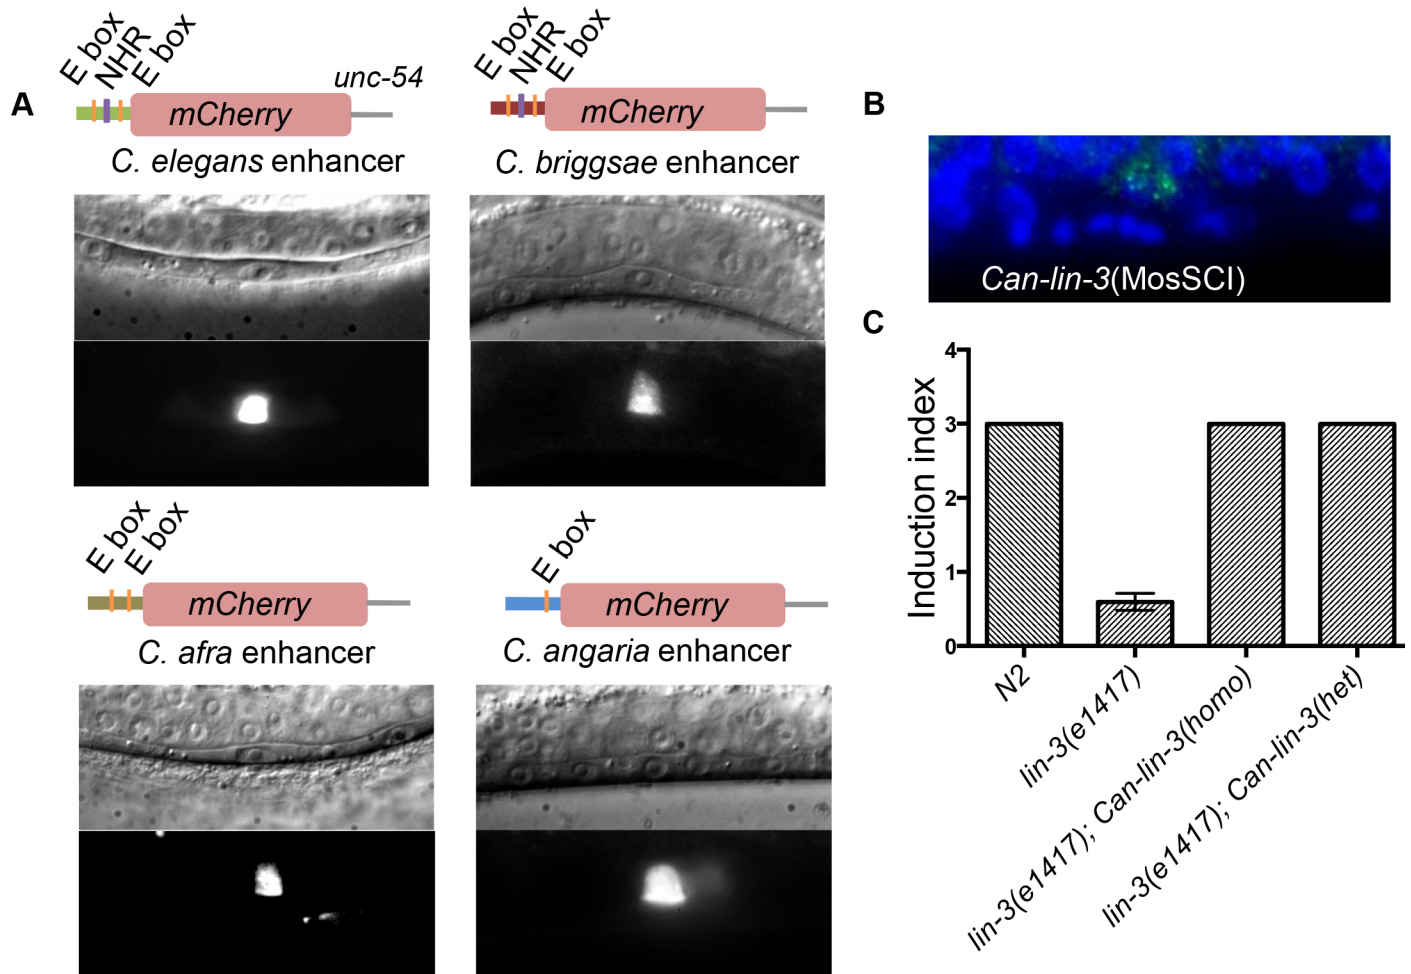 A
E box
NHR
E box
unc-54
mCherry
C. elegans enhancer
E box
NHR
E box
mCherry
C. briggsae enhancer
E box
E box
mCherry
C. afra enhancer
E box
mCherry
C. angaria enhancer
B
Can-lin-3(MosSCI)
C
Induction index
4
3
2
1
0
N2
lin-3(e1417)
lin-3(e1417); Can-lin-3(homo)
lin-3(e1417); Can-lin-3(het)